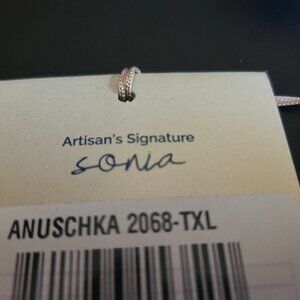 Artisan's Signature
sonia
ANUSCHKA 2068-TXL